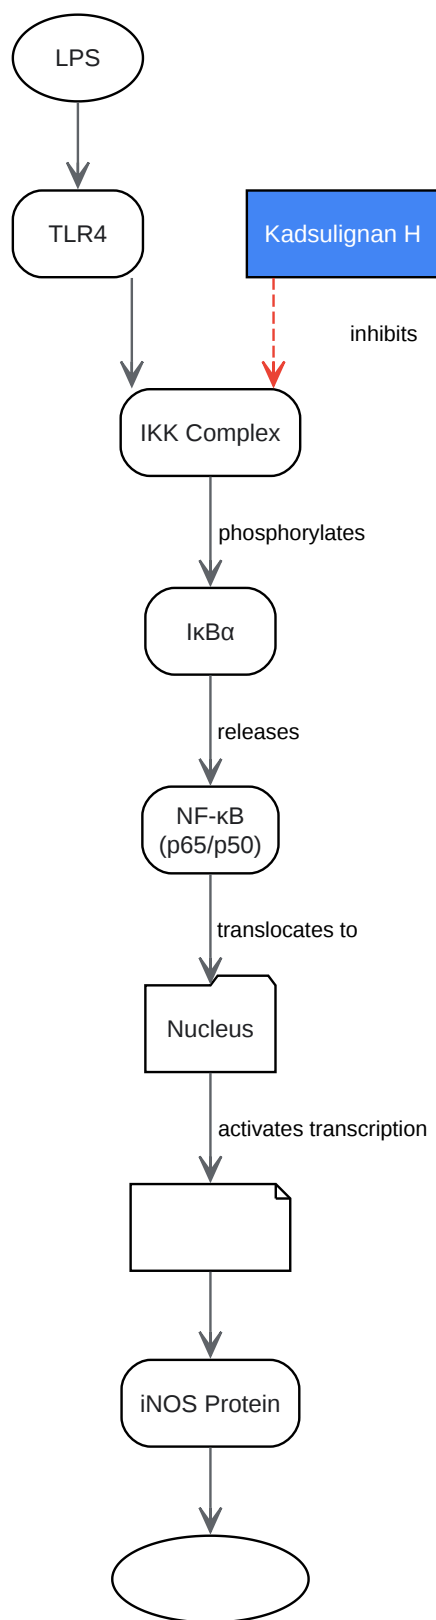 LPS
TLR4
Kadsulignan H
inhibits
IKK Complex
phosphorylates
IκBα
releases
NF-κB
(p65/p50)
translocates to
Nucleus
activates transcription
iNOS Protein